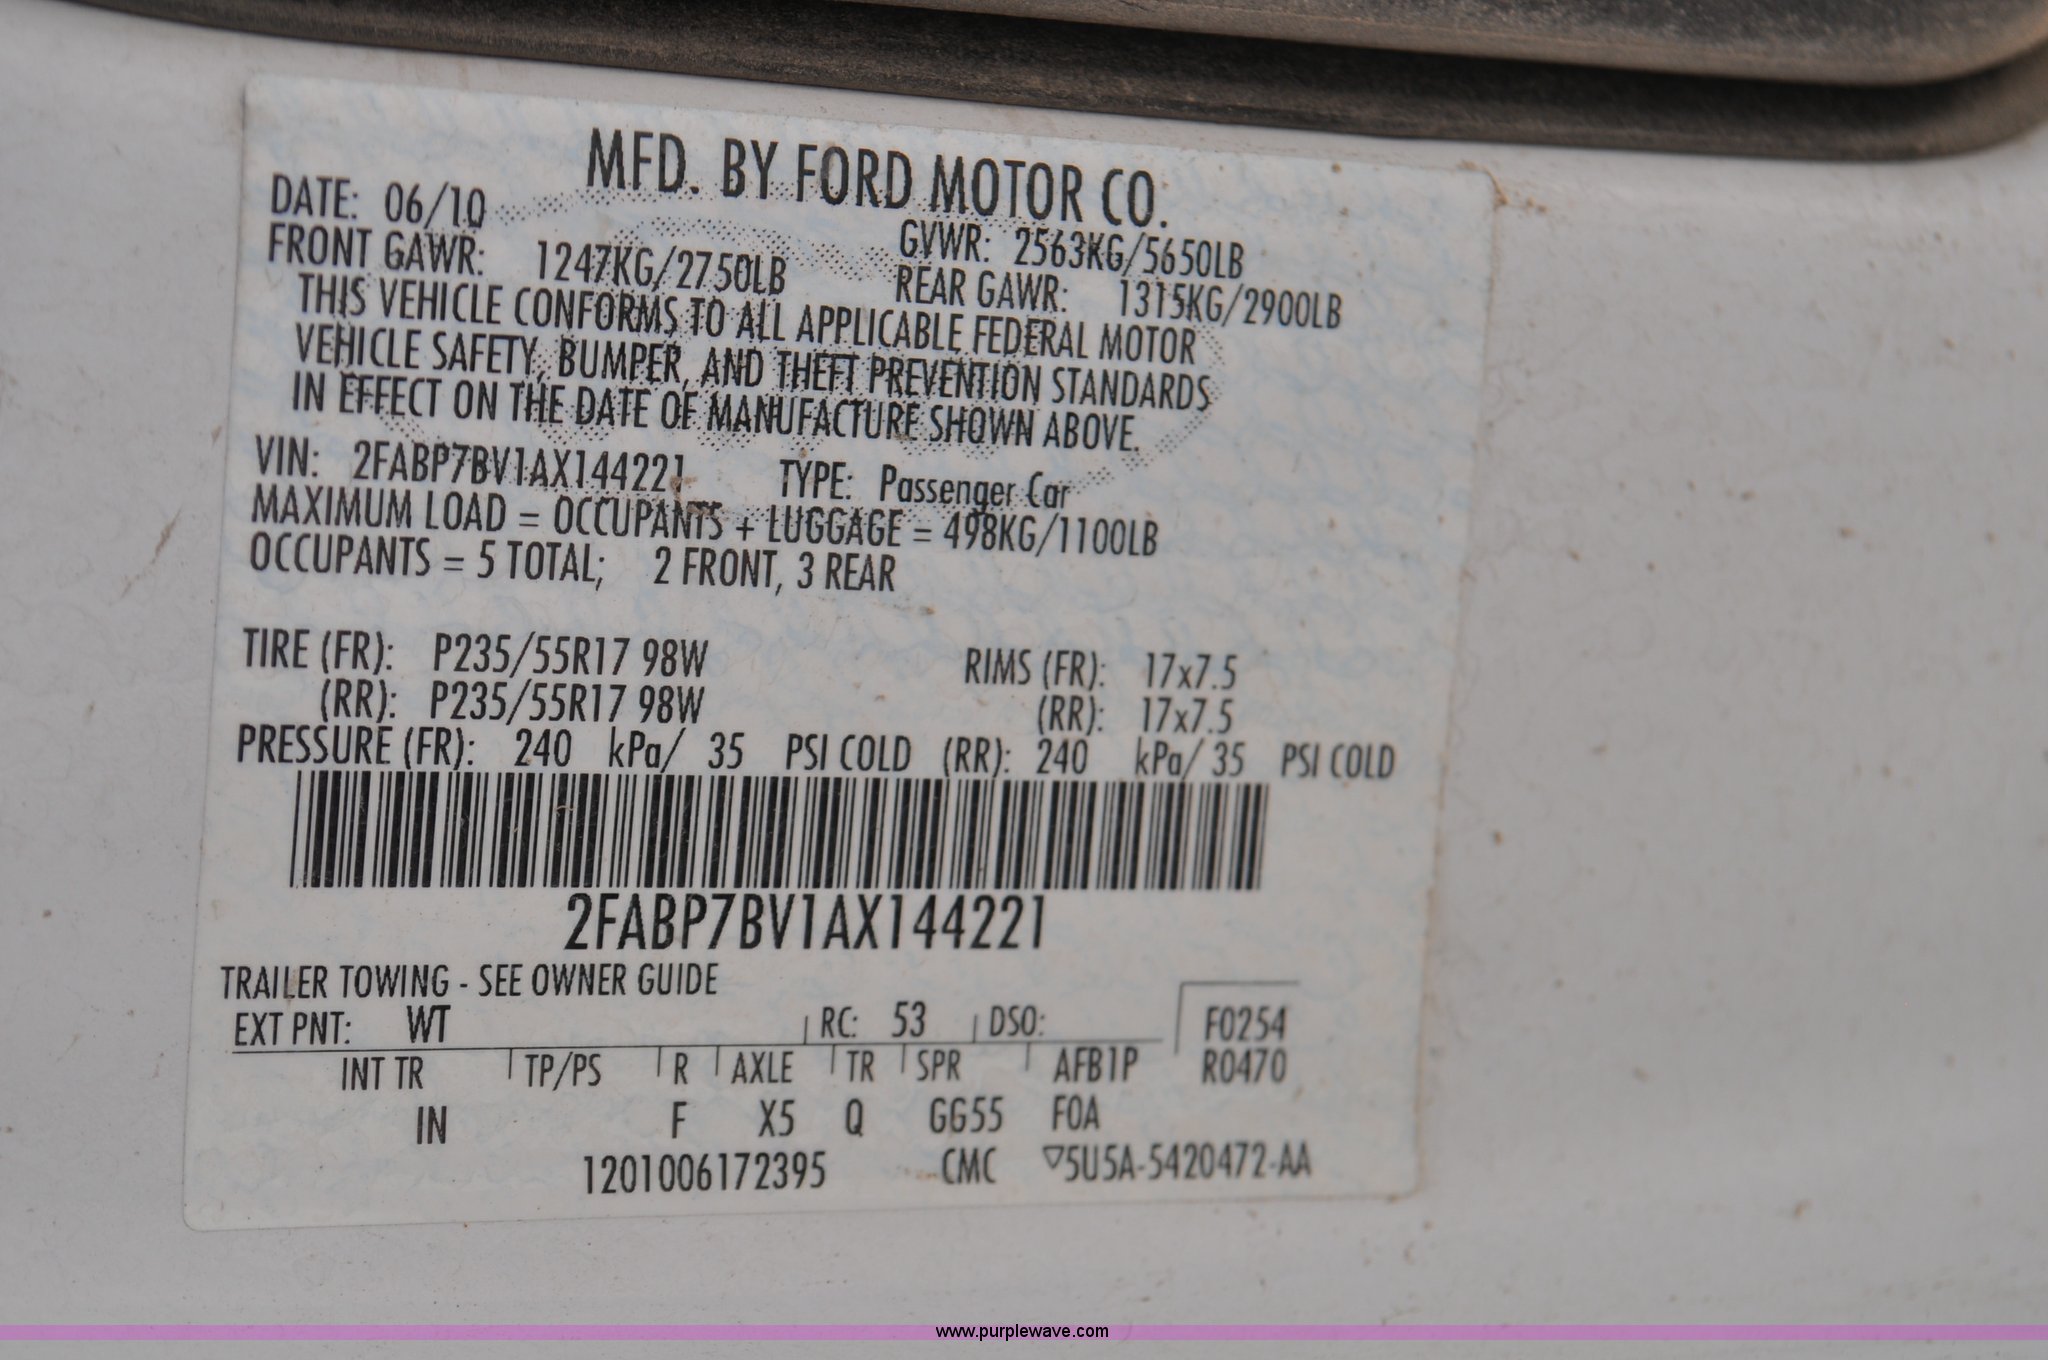 MFD. BY FORD MOTOR CO.
DATE: 06/10 GVWR: 2563KG/5650LB
FRONT GAWR: 1247KG/2750LB REAR GAWR: 1315KG/2900LB
THIS VEHICLE CONFORMS TO ALL APPLICABLE FEDERAL MOTOR
VEHICLE SAFETY, BUMPER, AND THEFT PREVENTION STANDARDS
IN EFFECT ON THE DATE OF MANUFACTURE SHOWN ABOVE.
VIN: 2FABP7BV1AX144221 TYPE: Passenger Car
MAXIMUM LOAD = OCCUPANTS + LUGGAGE = 498KG/1100LB
OCCUPANTS = 5 TOTAL; 2 FRONT, 3 REAR
TIRE (FR): P235/55R17 98W RIMS (FR): 17x7.5
(RR): P235/55R17 98W (RR): 17x7.5
PRESSURE (FR): 240 kPa/ 35 PSI COLD (RR): 240 kPa/ 35 PSI COLD
2FABP7BV1AX144221
TRAILER TOWING - SEE OWNER GUIDE
EXT PNT: WT RC: 53 DSO: F0254
INT TR TP/PS R AXLE TR SPR AFB1P R0470
IN F X5 Q GG55 FOA
1201006172395 CMC ▽5U5A-5420472-AA
www.purplewave.com